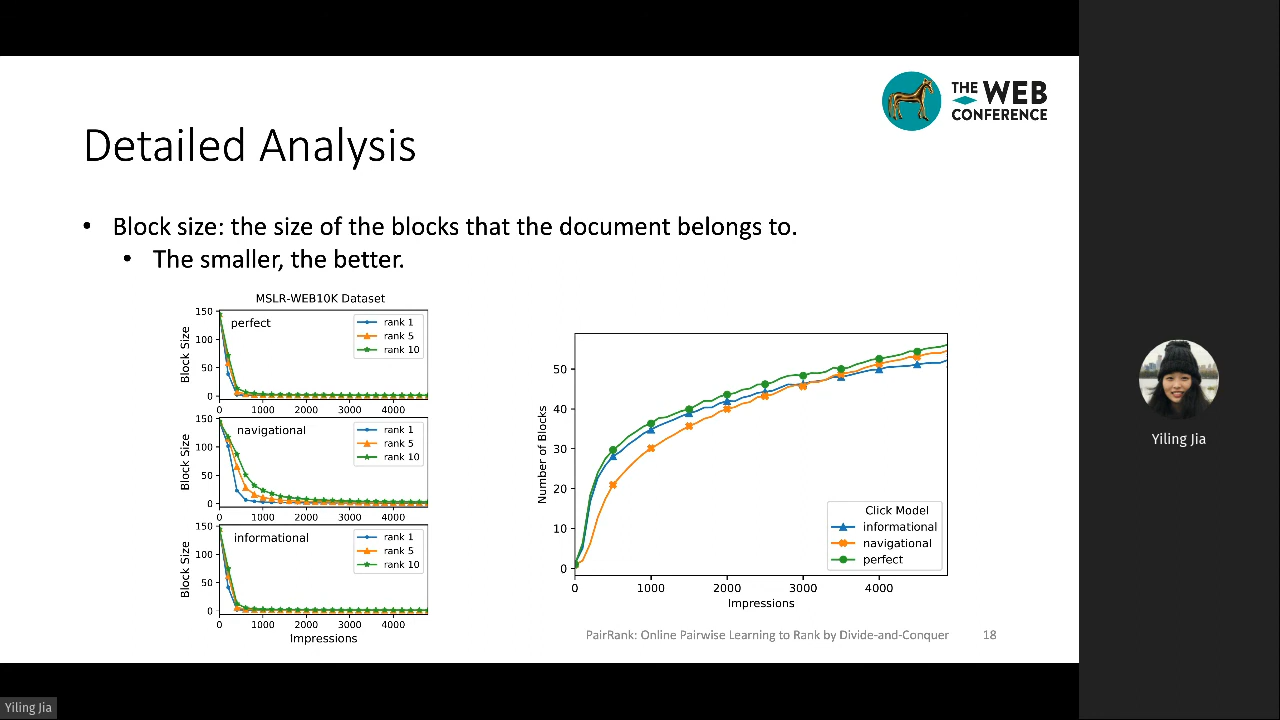 THE WEB
CONFERENCE
Detailed Analysis
• Block size: the size of the blocks that the document belongs to.
• The smaller, the better.
MSLR-WEB10K Dataset
150
100
50
0
Block Size
perfect
rank 1
rank 5
rank 10
0 1000 2000 3000 4000
150
100
50
0
Block Size
navigational
rank 1
rank 5
rank 10
0 1000 2000 3000 4000
150
100
50
0
Block Size
informational
rank 1
rank 5
rank 10
0 1000 2000 3000 4000
Impressions
50
40
30
20
10
0
Number of Blocks
Click Model
informational
navigational
perfect
0 1000 2000 3000 4000
Impressions
PairRank: Online Pairwise Learning to Rank by Divide-and-Conquer 18
Yiling Jia
Yiling Jia